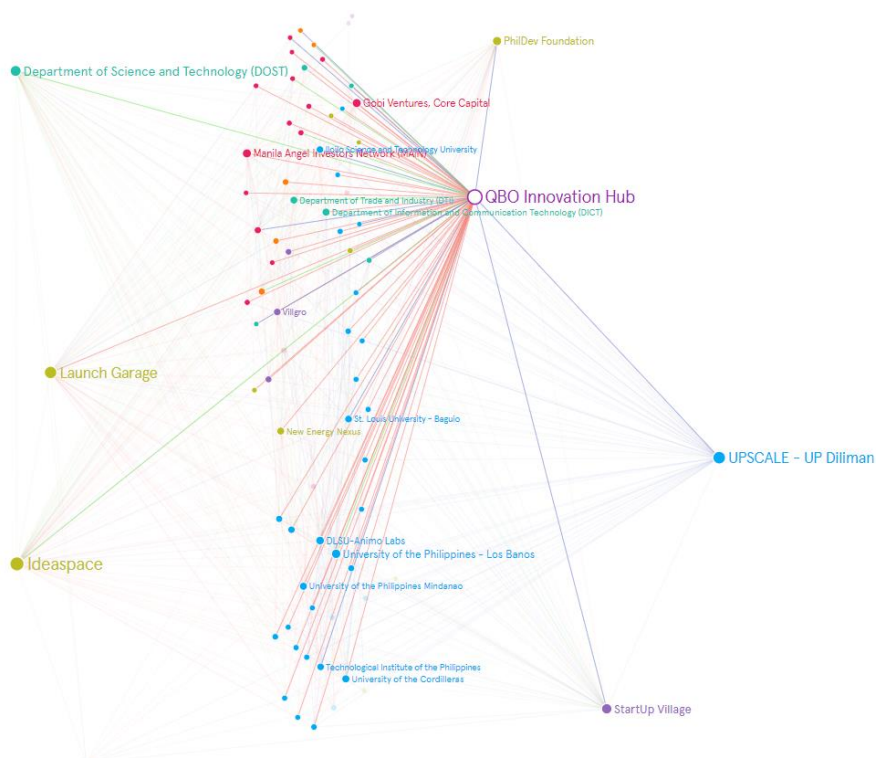 PhilDev Foundation
Department of Science and Technology (DOST)
Gobi Ventures, Core Capital
Iloilo Science and Technology University
Manila Angel Investors Network (MAIN)
QBO Innovation Hub
Department of Trade and Industry (DTI)
Department of Information and Communication Technology (DICT)
Villgro
Launch Garage
St. Louis University - Baguio
New Energy Nexus
UPSCALE - UP Diliman
DLSU-Animo Labs
University of the Philippines - Los Banos
Ideaspace
University of the Philippines Mindanao
Technological Institute of the Philippines
University of the Cordilleras
StartUp Village